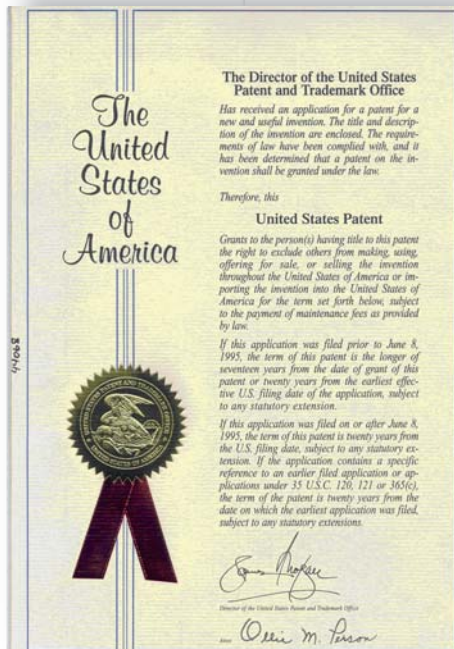 The
United
States
of
America
The Director of the United States
Patent and Trademark Office
Has received an application for a patent for a
new and useful invention. The title and descrip-
tion of the invention are enclosed. The require-
ments of law have been complied with, and it
has been determined that a patent on the in-
vention shall be granted under the law.
Therefore, this
United States Patent
Grants to the person(s) having title to this patent
the right to exclude others from making, using,
offering for sale, or selling the invention
throughout the United States of America or im-
porting the invention into the United States of
America for the term set forth below, subject
to the payment of maintenance fees as provided
by law.
If this application was filed prior to June 8,
1995, the term of this patent is the longer of
seventeen years from the date of grant of this
patent or twenty years from the earliest effec-
tive U.S. filing date of the application, subject
to any statutory extension.
If this application was filed on or after June 8,
1995, the term of this patent is twenty years from
the U.S. filing date, subject to any statutory ex-
tension. If the application contains a specific
reference to an earlier filed application or ap-
plications under 35 U.S.C. 120, 121 or 365(c),
the term of the patent is twenty years from the
date on which the earliest application was filed,
subject to any statutory extensions.
Director of the United States Patent and Trademark Office
Ollie M. Person